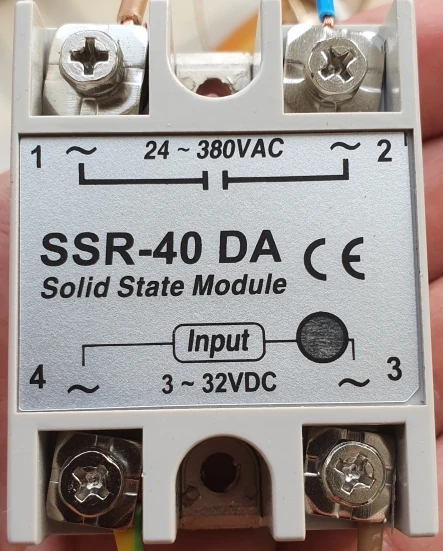 1 ~ 24 ~ 380VAC ~ 2
SSR-40 DA CE
Solid State Module
Input
4 ~ 3 ~ 32VDC ~ 3